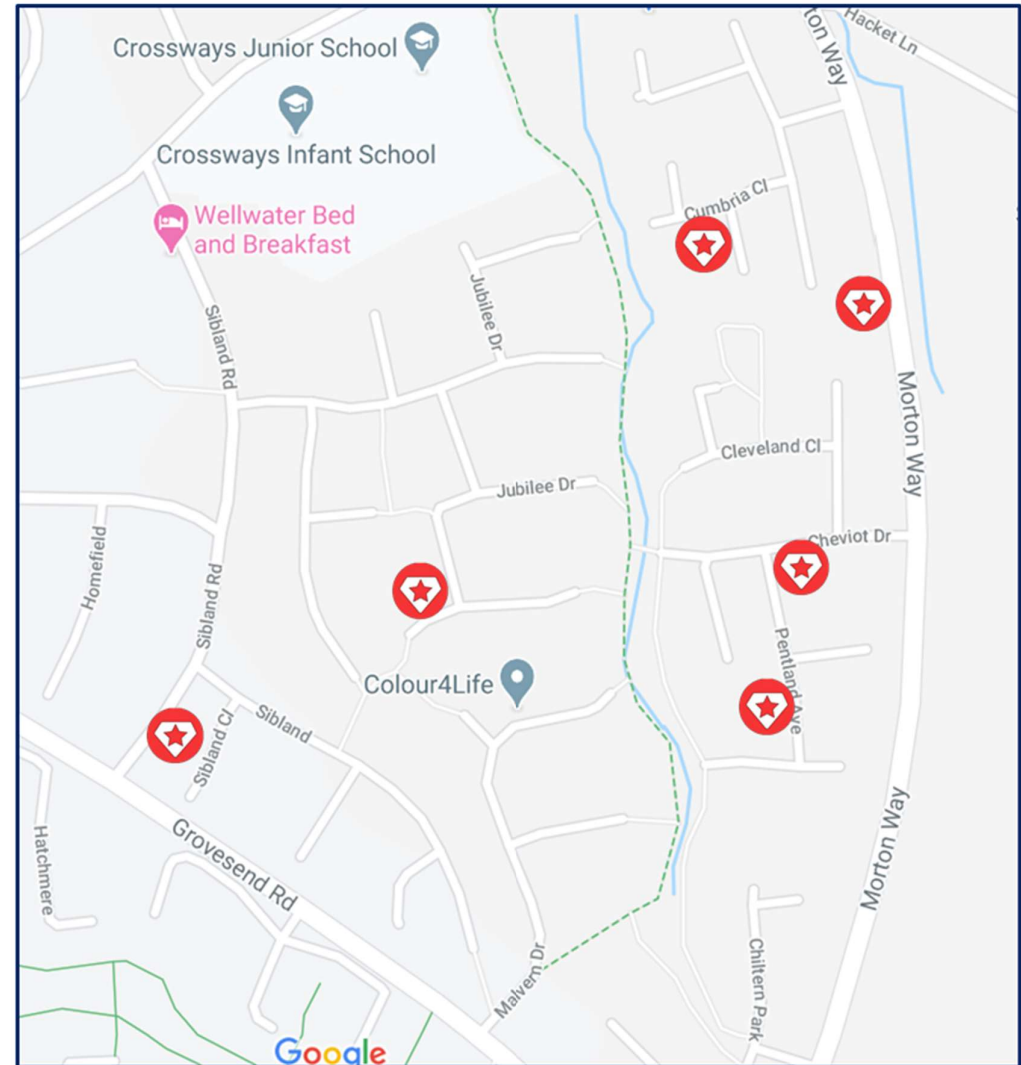 Hacket Ln
ton Way
Crossways Junior School
Crossways Infant School
Cumbria Cl
Wellwater Bed
and Breakfast
Jubilee Dr
Sibland Rd
Morton Way
Cleveland Cl
Jubilee Dr
Cheviot Dr
Homefield
Sibland Rd
Pentland Ave
Colour4Life
Sibland
Sibland Cl
Grovesend Rd
Hatchmere
Morton Way
Malvern Dr
Chiltern Park
Google